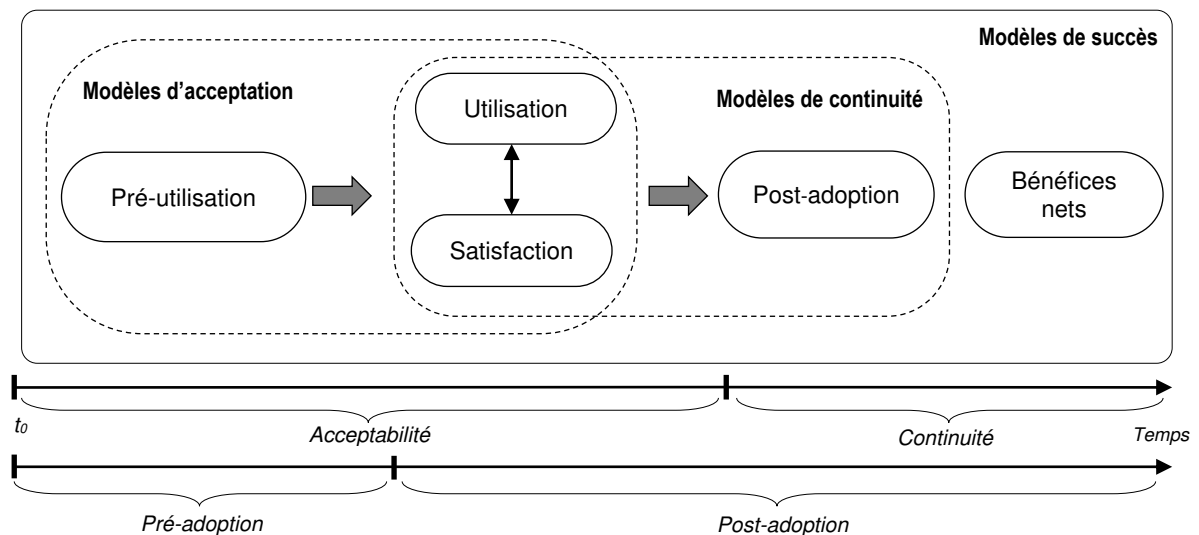 Modèles de succès
Modèles d'acceptation
Utilisation
Modèles de continuité
Pré-utilisation
Post-adoption
Bénéfices
nets
Satisfaction
t0
Acceptabilité
Continuité
Temps
Pré-adoption
Post-adoption